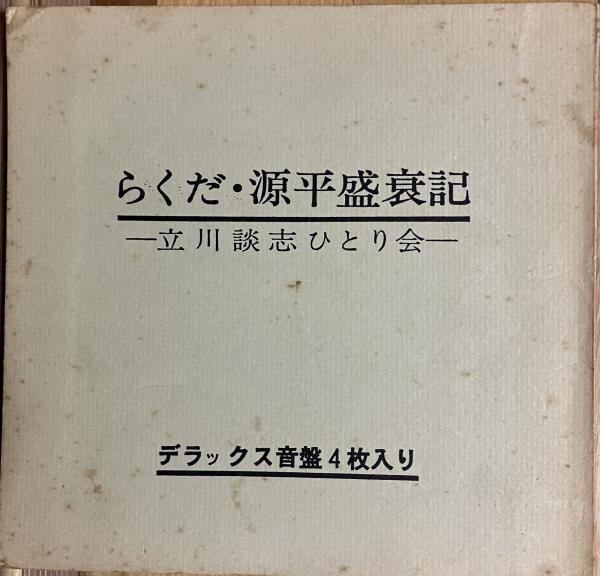 らくだ・源平盛衰記
―立川談志ひとり会―
デラックス音盤4枚入り